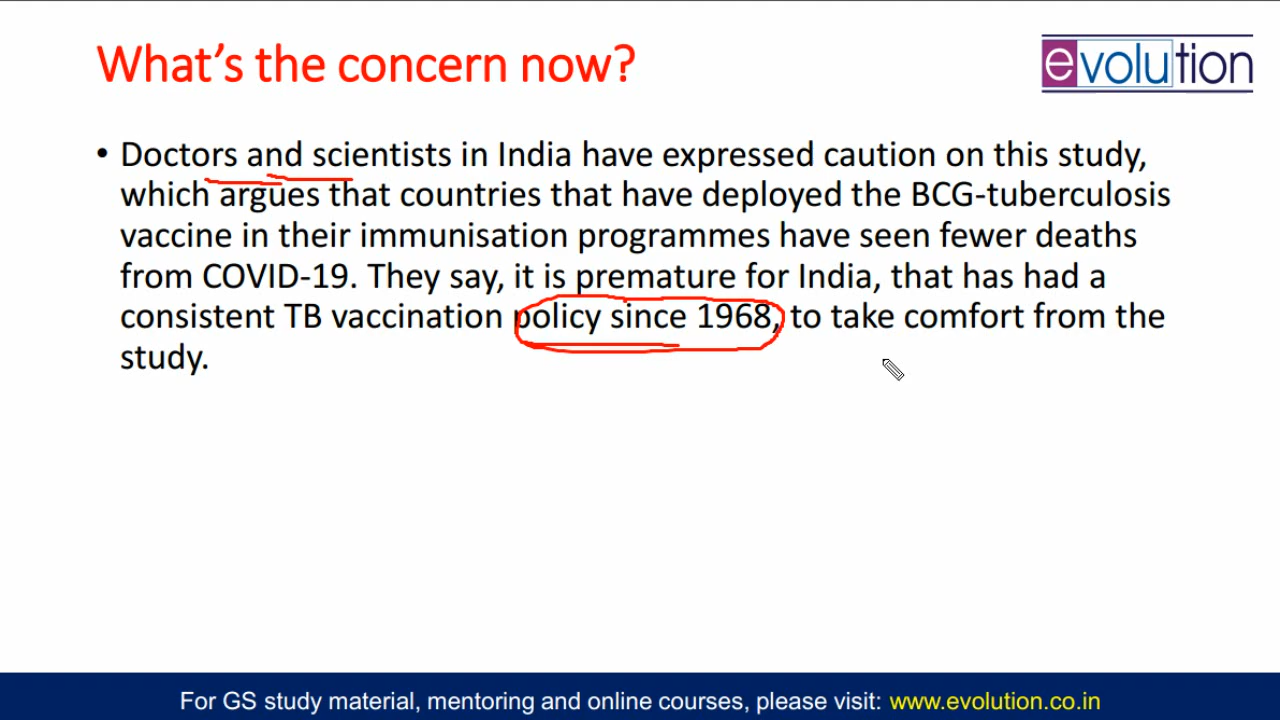 What's the concern now?
evolution
• Doctors and scientists in India have expressed caution on this study,
which argues that countries that have deployed the BCG-tuberculosis
vaccine in their immunisation programmes have seen fewer deaths
from COVID-19. They say, it is premature for India, that has had a
consistent TB vaccination policy since 1968, to take comfort from the
study.
For GS study material, mentoring and online courses, please visit: www.evolution.co.in